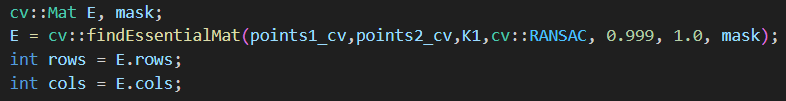 cv::Mat E, mask;
E = cv::findEssentialMat(points1_cv,points2_cv,K1,cv::RANSAC, 0.999, 1.0, mask);
int rows = E.rows;
int cols = E.cols;